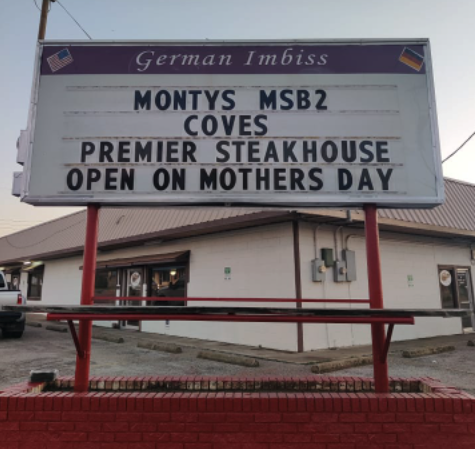 German Imbiss
MONTYS MSB2
COVES
PREMIER STEAKHOUSE
OPEN ON MOTHERS DAY